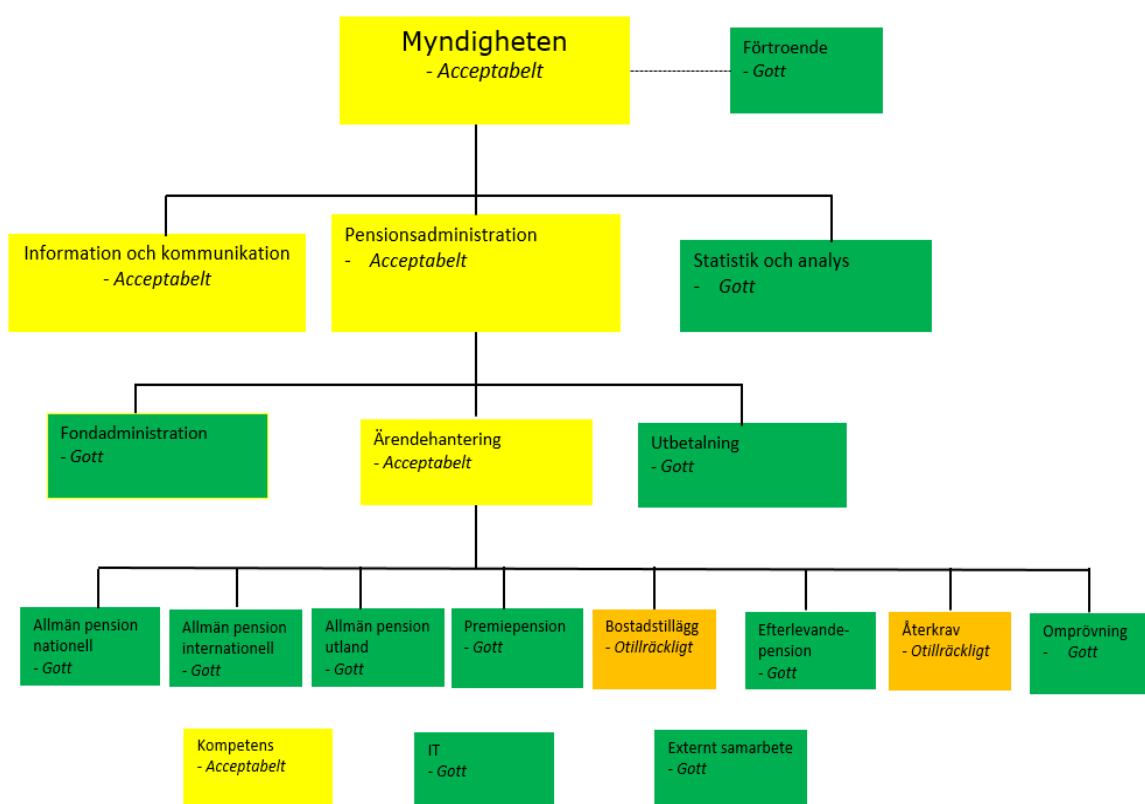 Myndigheten
- Acceptabelt
Förtroende
- Gott
Information och kommunikation
- Acceptabelt
Pensionsadministration
- Acceptabelt
Statistik och analys
- Gott
Fondadministration
- Gott
Ärendehantering
- Acceptabelt
Utbetalning
- Gott
Allmän pension
nationell
- Gott
Allmän pension
internationell
- Gott
Allmän pension
utland
- Gott
Premiepension
- Gott
Bostadstillägg
- Otillräckligt
Efterlevande-
pension
- Gott
Återkrav
- Otillräckligt
Omprövning
- Gott
Kompetens
- Acceptabelt
IT
- Gott
Externt samarbete
- Gott